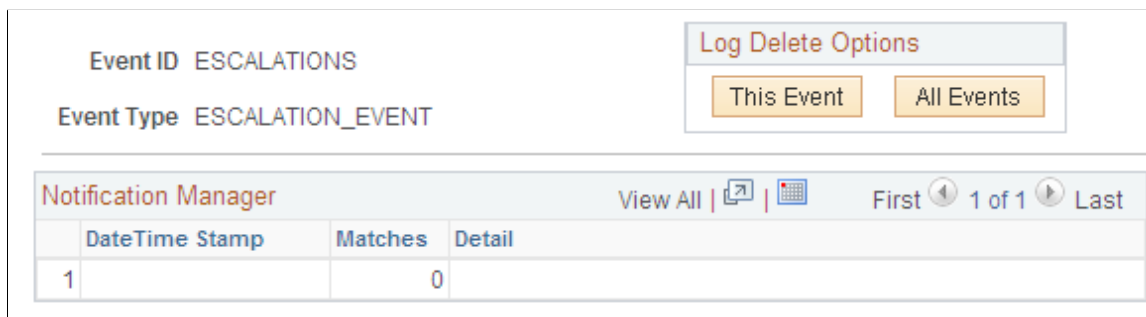 Event ID ESCALATIONS
Event Type ESCALATION_EVENT
Log Delete Options
This Event All Events
Notification Manager View All | | First 1 of 1 Last
DateTime Stamp Matches Detail
1 0